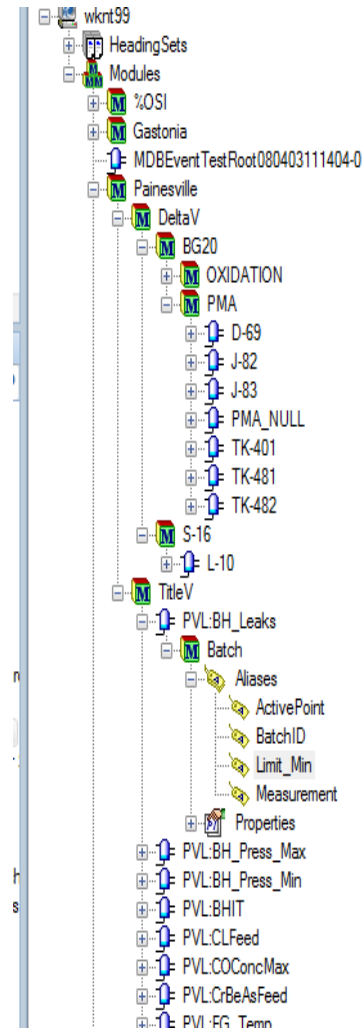 wknt99
HeadingSets
Modules
%OSI
Gastonia
MDBEventTestRoot080403111404-0
Painesville
DeltaV
BG20
OXIDATION
PMA
D-69
J-82
J-83
PMA_NULL
TK-401
TK-481
TK-482
S-16
L-10
TitleV
PVL:BH_Leaks
Batch
Aliases
ActivePoint
BatchID
Limit_Min
Measurement
Properties
PVL:BH_Press_Max
PVL:BH_Press_Min
PVL:BHIT
PVL:CLFeed
PVL:COConcMax
PVL:CrBeAsFeed
PVL:FG_Temp